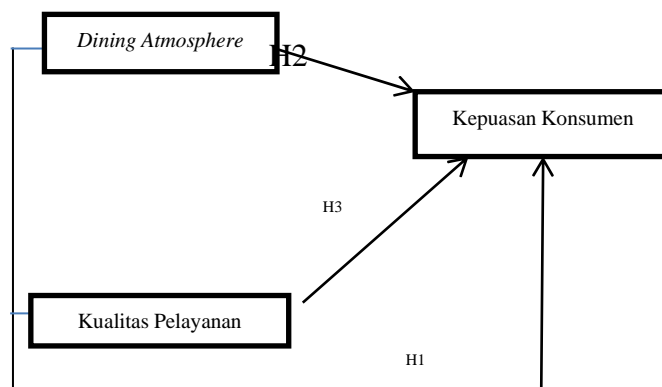 Dining Atmosphere
H2
Kepuasan Konsumen
H3
Kualitas Pelayanan
H1